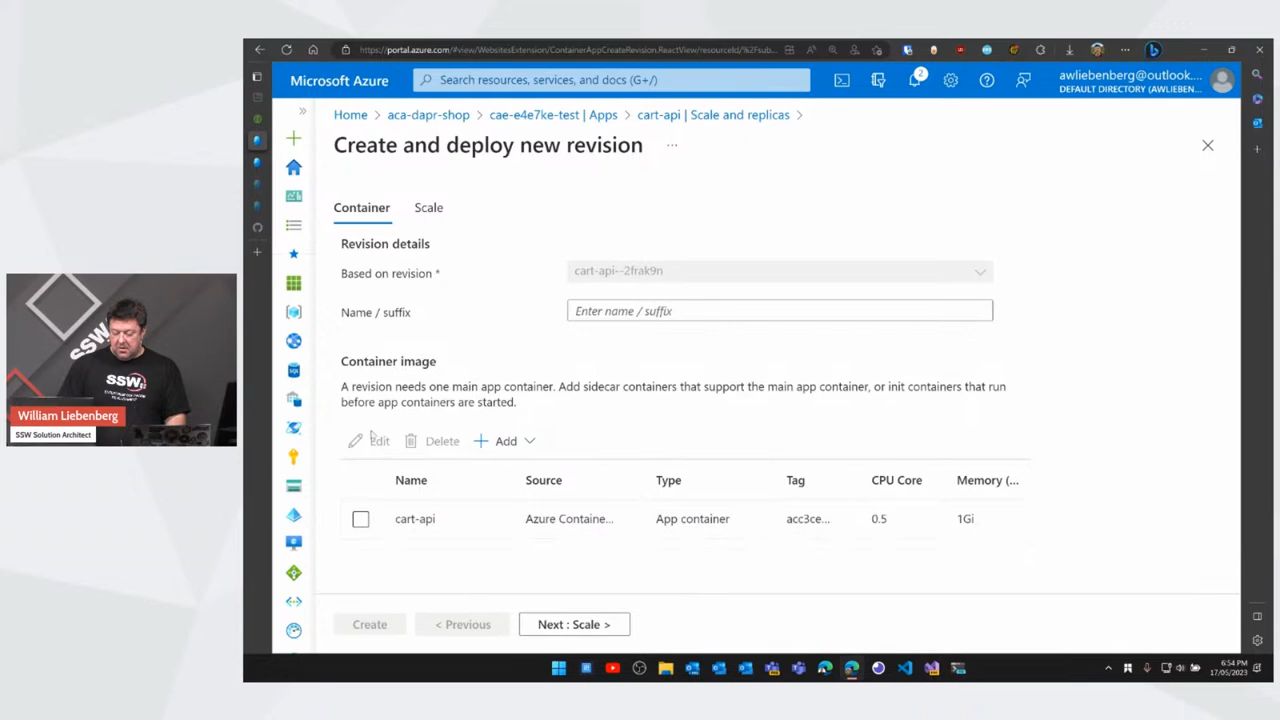 https://portal.azure.com/#view/WebsitesExtension/ContainerAppCreateRevision.ReactView/resourceId/%2Fsub...
Microsoft Azure
Search resources, services, and docs (G+/)
2
awliebenberg@outlook....
DEFAULT DIRECTORY (AWLIEBEN...
Home > aca-dapr-shop > cae-e4e7ke-test | Apps > cart-api | Scale and replicas >
Create and deploy new revision ...
Container Scale
Revision details
Based on revision * cart-api--2frak9n
Name / suffix Enter name / suffix
Container image
A revision needs one main app container. Add sidecar containers that support the main app container, or init containers that run
before app containers are started.
Edit Delete Add
Name Source Type Tag CPU Core Memory (...
cart-api Azure Containe... App container acc3ce... 0.5 1Gi
Create < Previous Next : Scale >
6:54 PM
17/05/2023
SSW
SSW
William Liebenberg
SSW Solution Architect